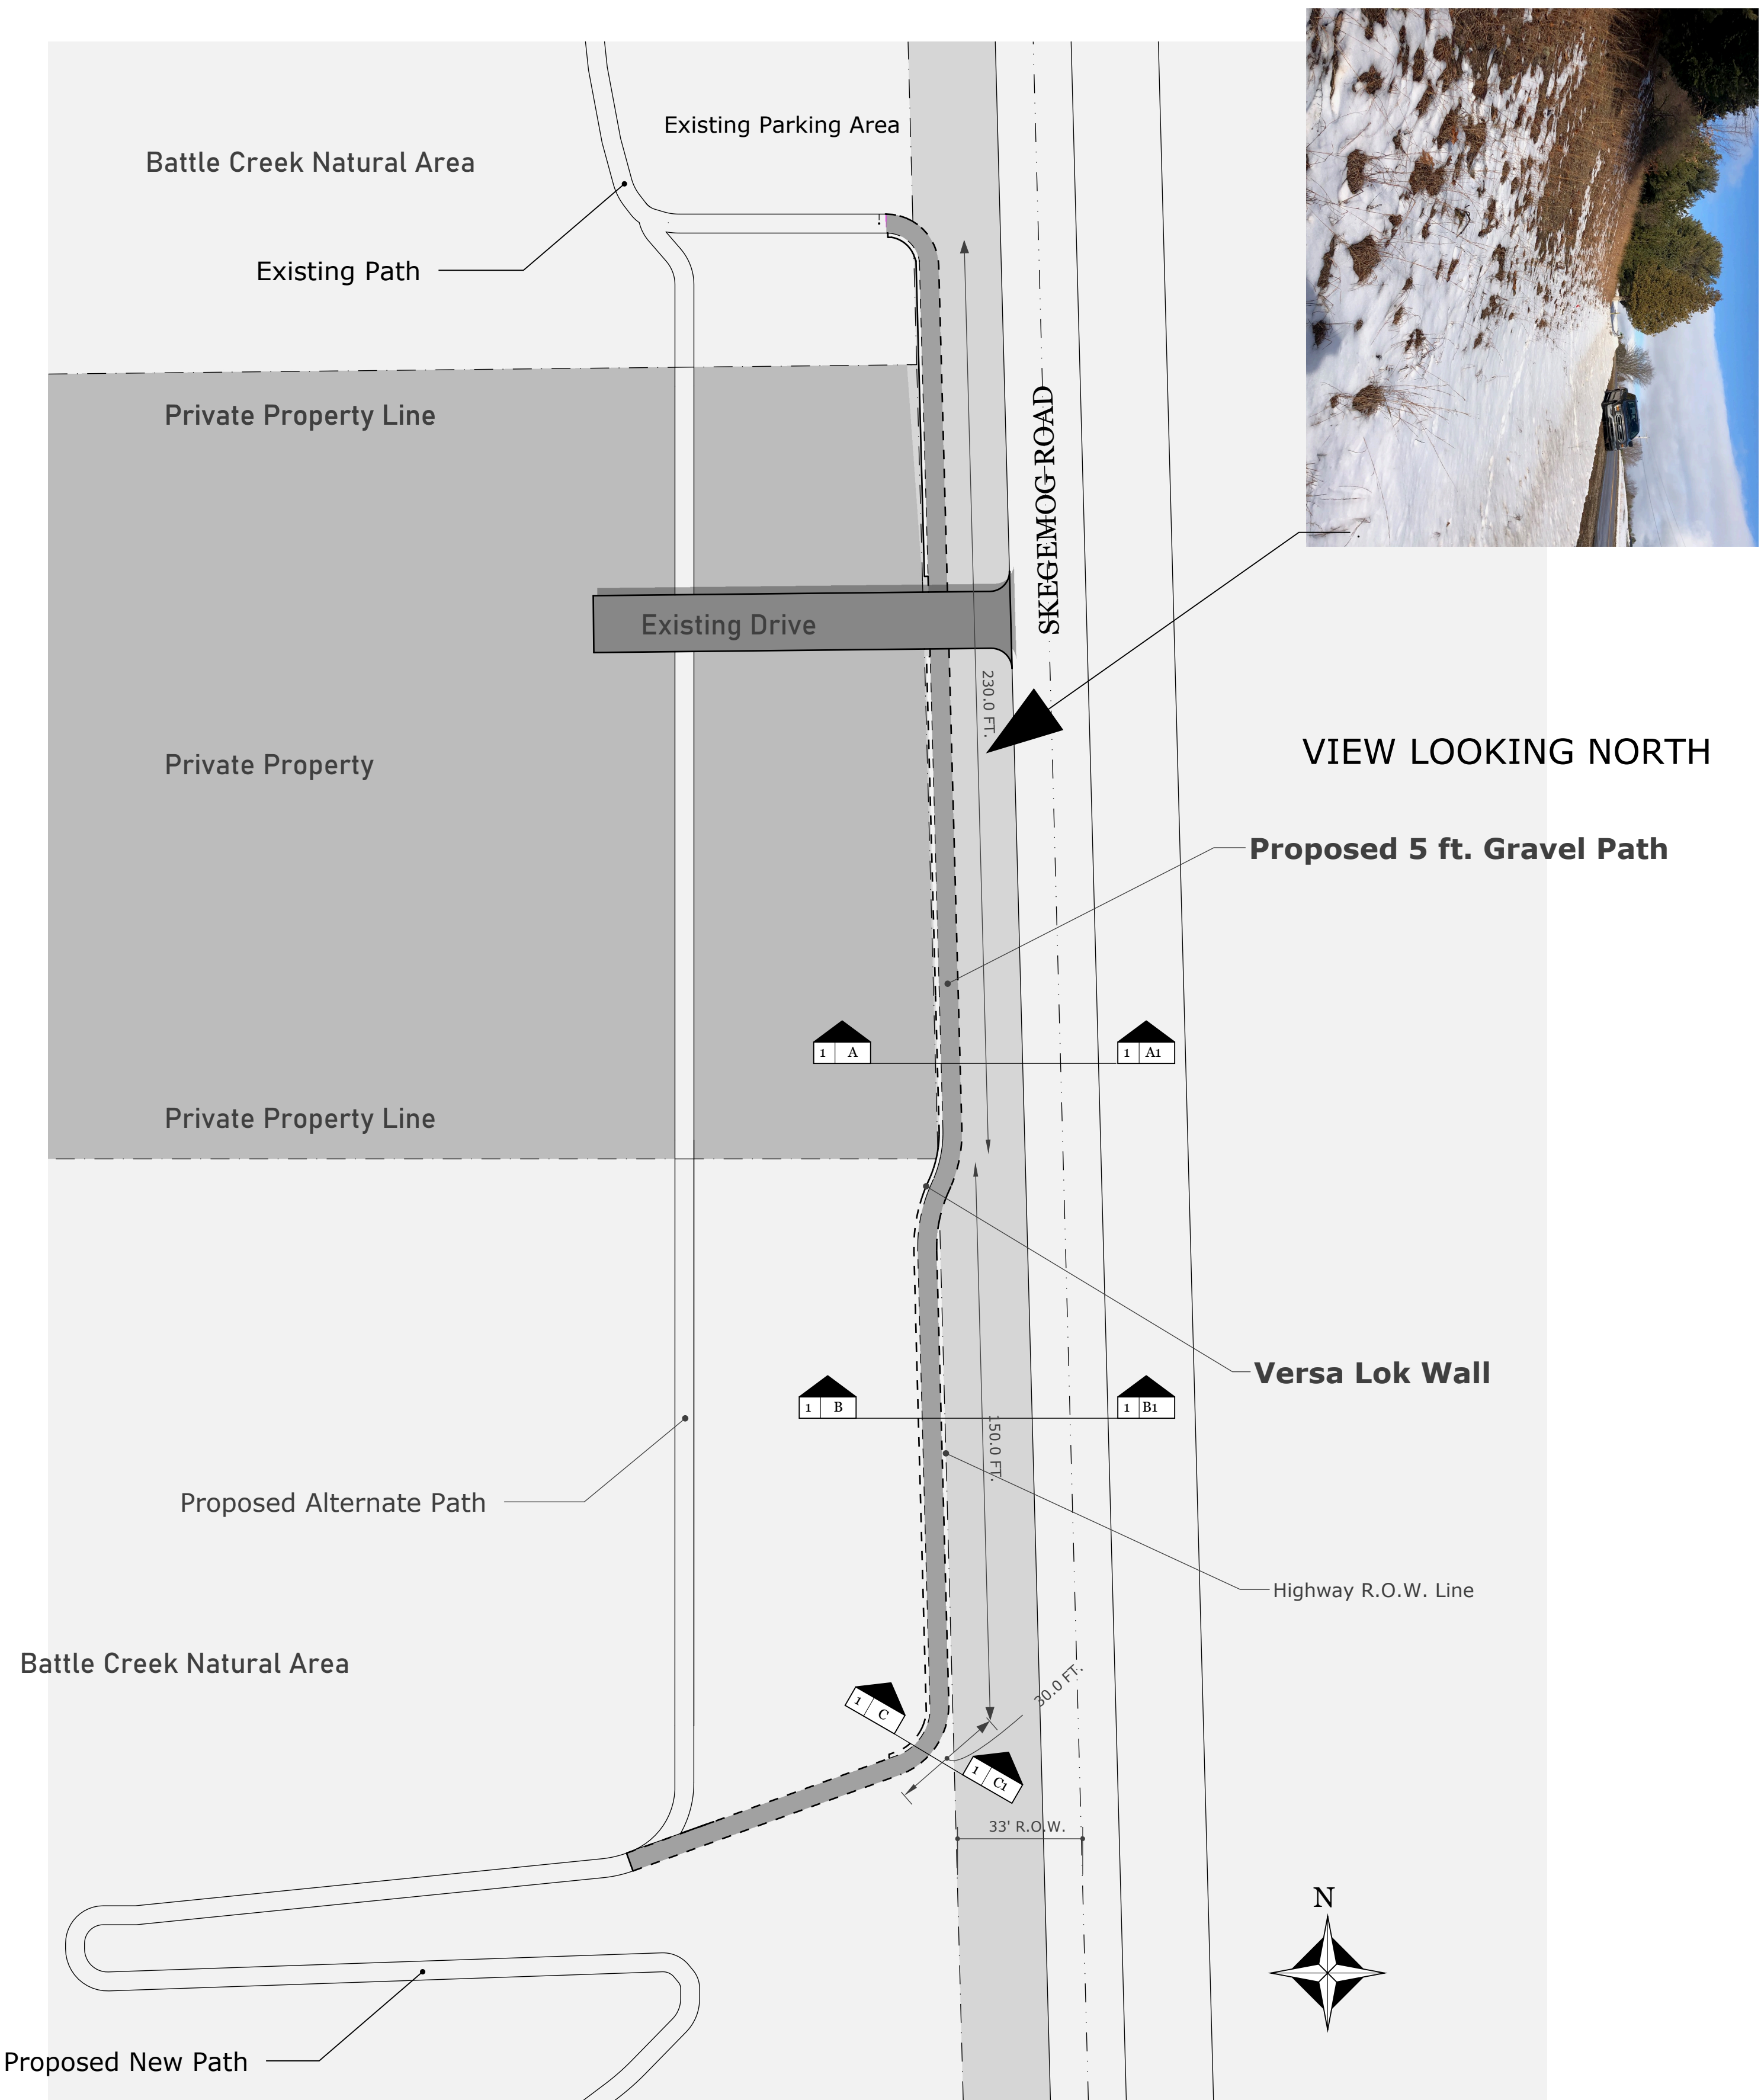 Existing Parking Area
Battle Creek Natural Area
Existing Path
Private Property Line
SKEGEMOG ROAD
Existing Drive
230.0 FT.
VIEW LOOKING NORTH
Private Property
Proposed 5 ft. Gravel Path
1 A
1 A1
Private Property Line
Versa Lok Wall
1 B
1 B1
150.0 FT.
Proposed Alternate Path
Highway R.O.W. Line
Battle Creek Natural Area
30.0 FT.
1 C
1 C1
33' R.O.W.
N
Proposed New Path